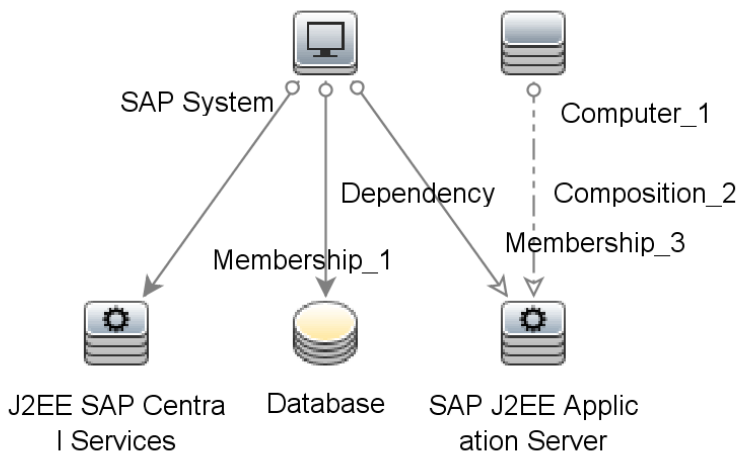 SAP System
Computer_1
Dependency
Composition_2
Membership_1
Membership_3
J2EE SAP Centra
l Services
Database
SAP J2EE Applic
ation Server